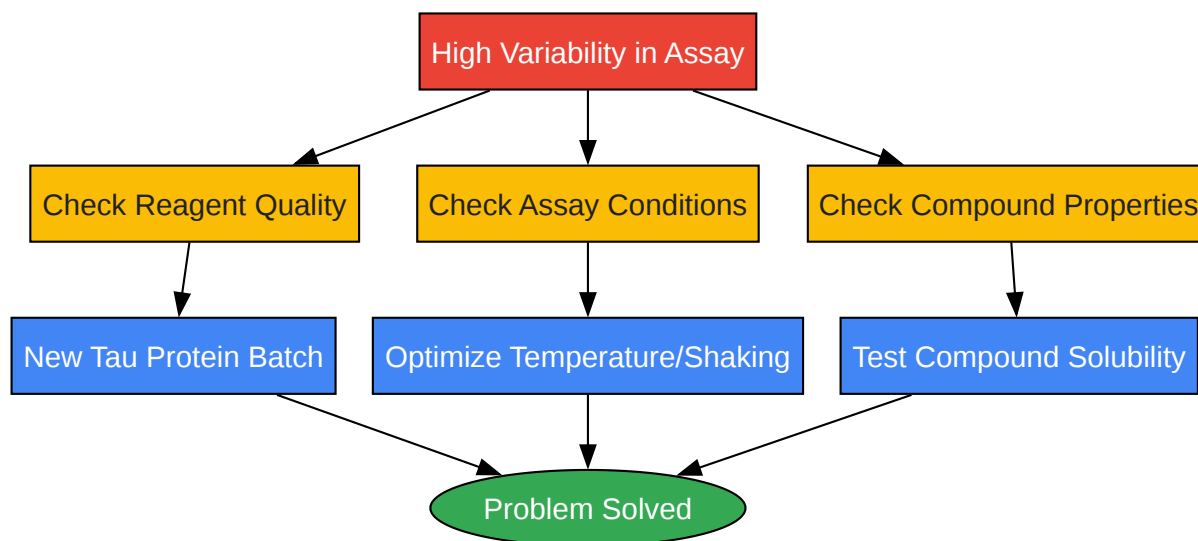 High Variability in Assay
Check Reagent Quality
Check Assay Conditions
Check Compound Properties
New Tau Protein Batch
Optimize Temperature/Shaking
Test Compound Solubility
Problem Solved